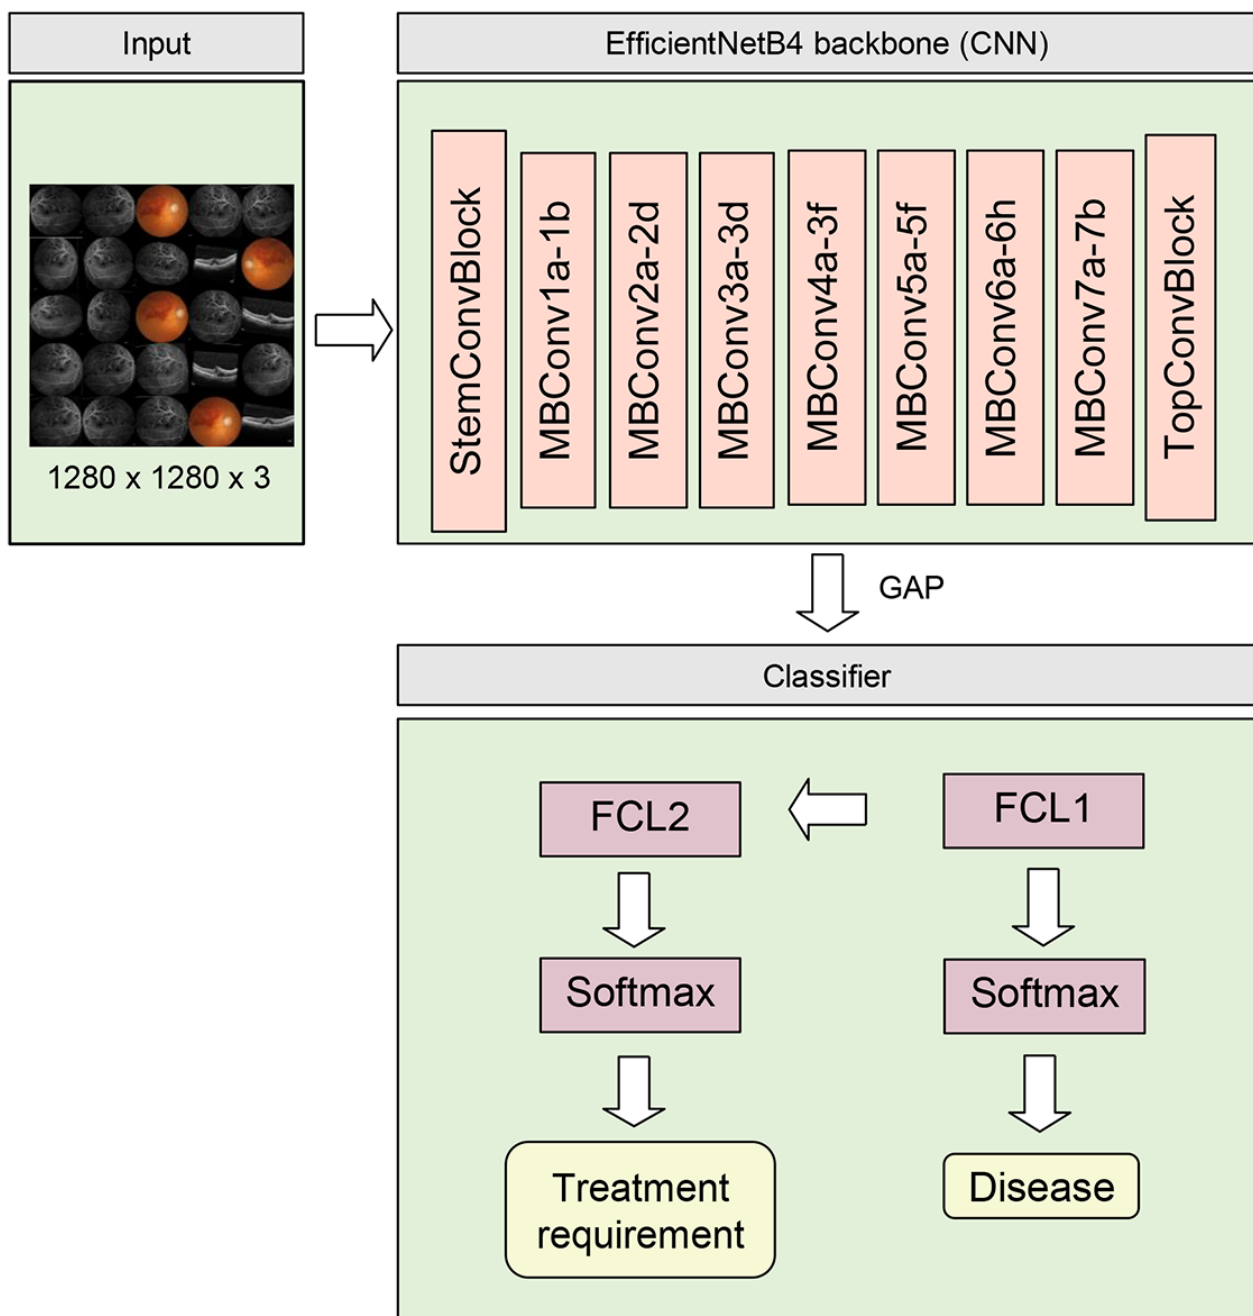 Input
EfficientNetB4 backbone (CNN)
1280 x 1280 x 3
StemConvBlock
MBConv1a-1b
MBConv2a-2d
MBConv3a-3d
MBConv4a-3f
MBConv5a-5f
MBConv6a-6h
MBConv7a-7b
TopConvBlock
GAP
Classifier
FCL2
FCL1
Softmax
Softmax
Treatment
requirement
Disease